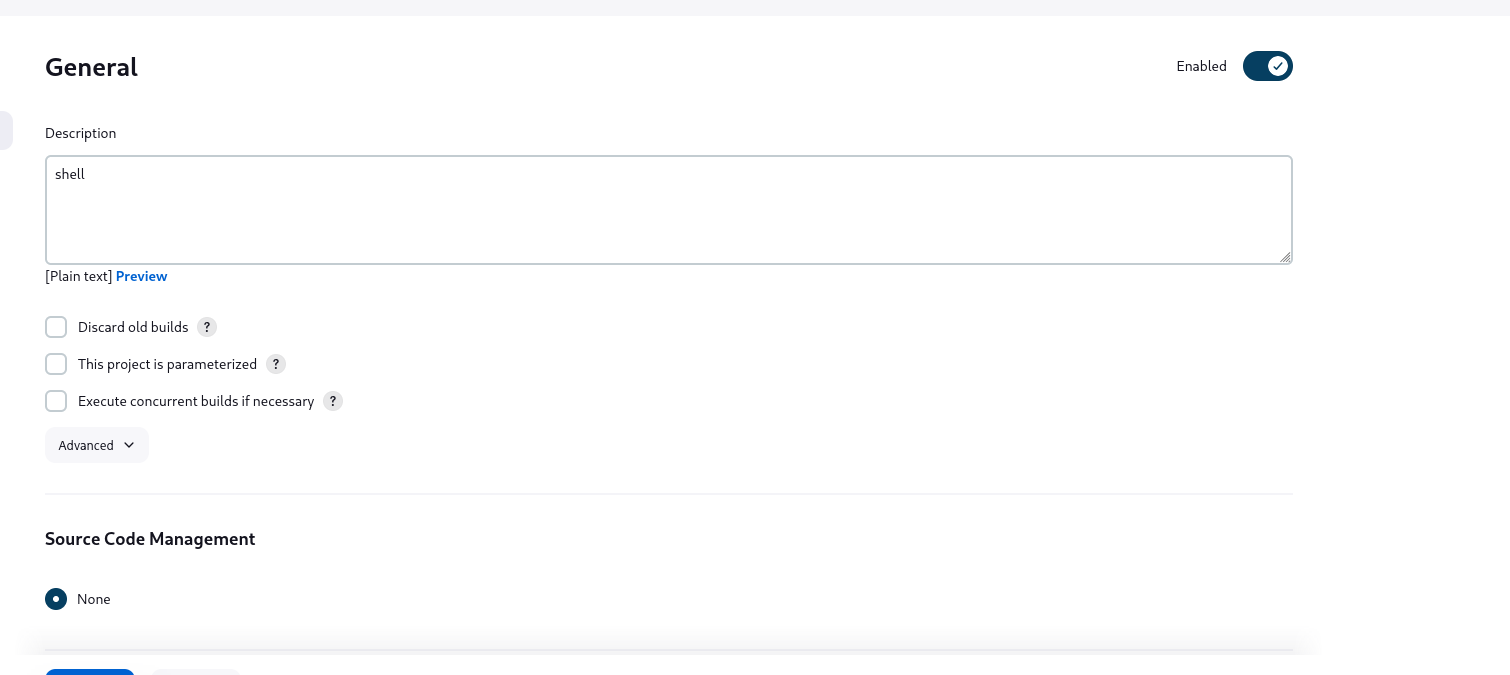 General
Enabled
Description
shell
[Plain text] Preview
Discard old builds ?
This project is parameterized ?
Execute concurrent builds if necessary ?
Advanced
Source Code Management
None